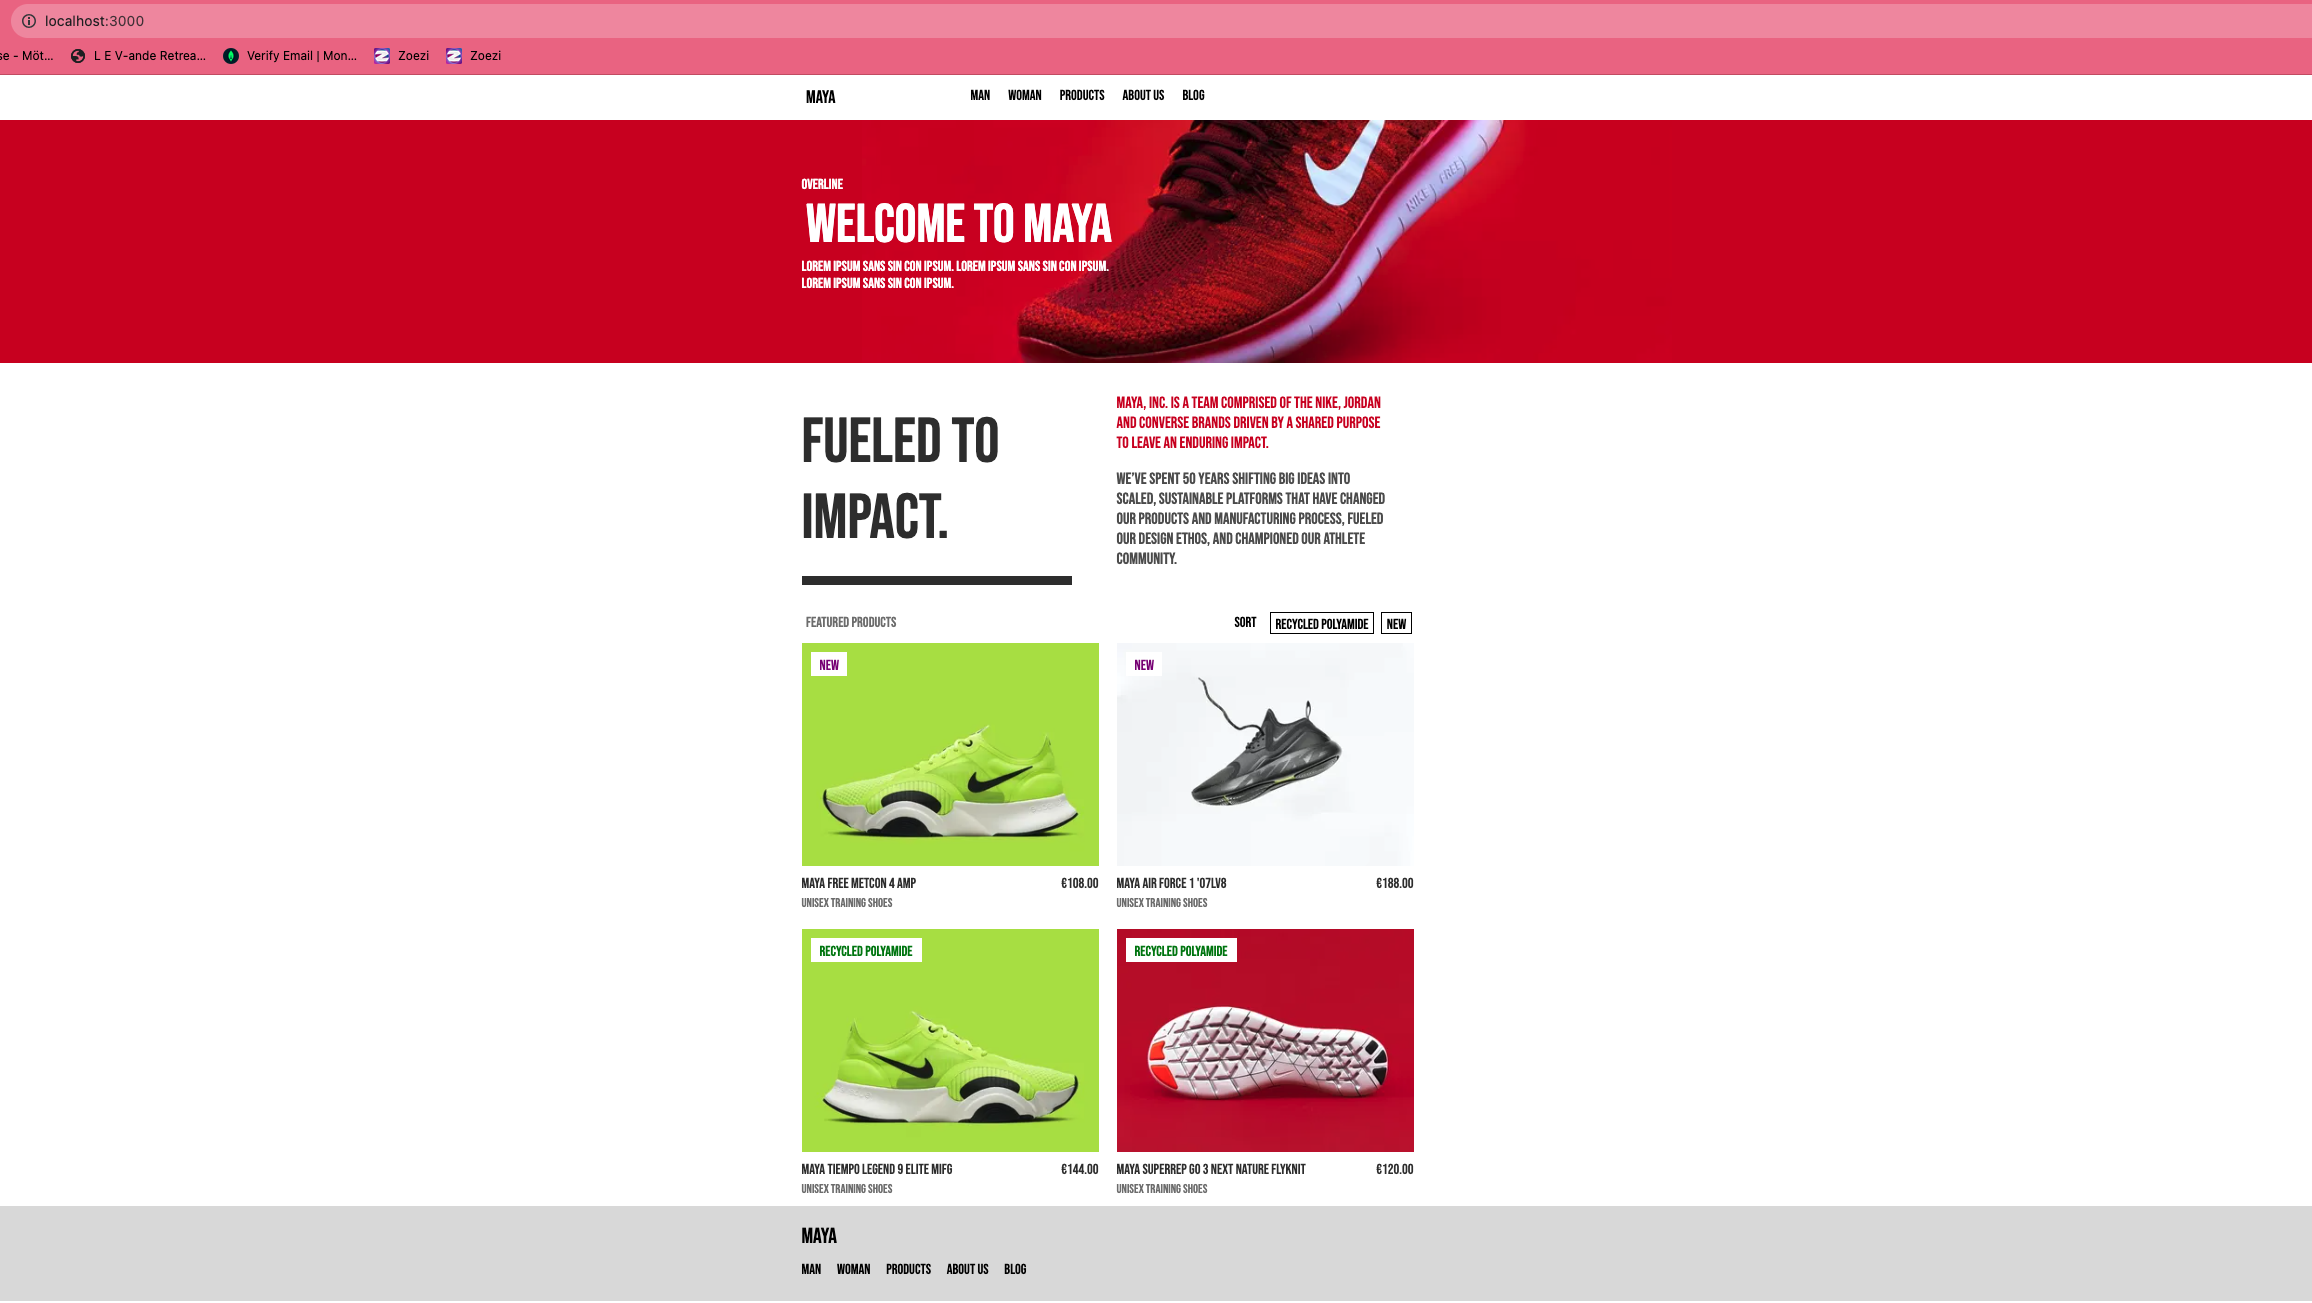 localhost:3000
se - Möt...
L E V-ande Retrea...
Verify Email | Mon...
Zoezi
Zoezi
MAYA
MAN WOMAN PRODUCTS ABOUT US BLOG
OVERLINE
WELCOME TO MAYA
LOREM IPSUM SANS SIN CON IPSUM. LOREM IPSUM SANS SIN CON IPSUM.
LOREM IPSUM SANS SIN CON IPSUM.
NIKE FREE
FUELED TO
IMPACT.
MAYA, INC. IS A TEAM COMPRISED OF THE NIKE, JORDAN
AND CONVERSE BRANDS DRIVEN BY A SHARED PURPOSE
TO LEAVE AN ENDURING IMPACT.
WE'VE SPENT 50 YEARS SHIFTING BIG IDEAS INTO
SCALED, SUSTAINABLE PLATFORMS THAT HAVE CHANGED
OUR PRODUCTS AND MANUFACTURING PROCESS, FUELED
OUR DESIGN ETHOS, AND CHAMPIONED OUR ATHLETE
COMMUNITY.
FEATURED PRODUCTS
SORT RECYCLED POLYAMIDE NEW
NEW
NEW
MAYA FREE METCON 4 AMP €108.00
UNISEX TRAINING SHOES
MAYA AIR FORCE 1 '07LV8 €188.00
UNISEX TRAINING SHOES
RECYCLED POLYAMIDE
RECYCLED POLYAMIDE
MAYA TIEMPO LEGEND 9 ELITE MIFG €144.00
UNISEX TRAINING SHOES
MAYA SUPERREP GO 3 NEXT NATURE FLYKNIT €120.00
UNISEX TRAINING SHOES
MAYA
MAN WOMAN PRODUCTS ABOUT US BLOG